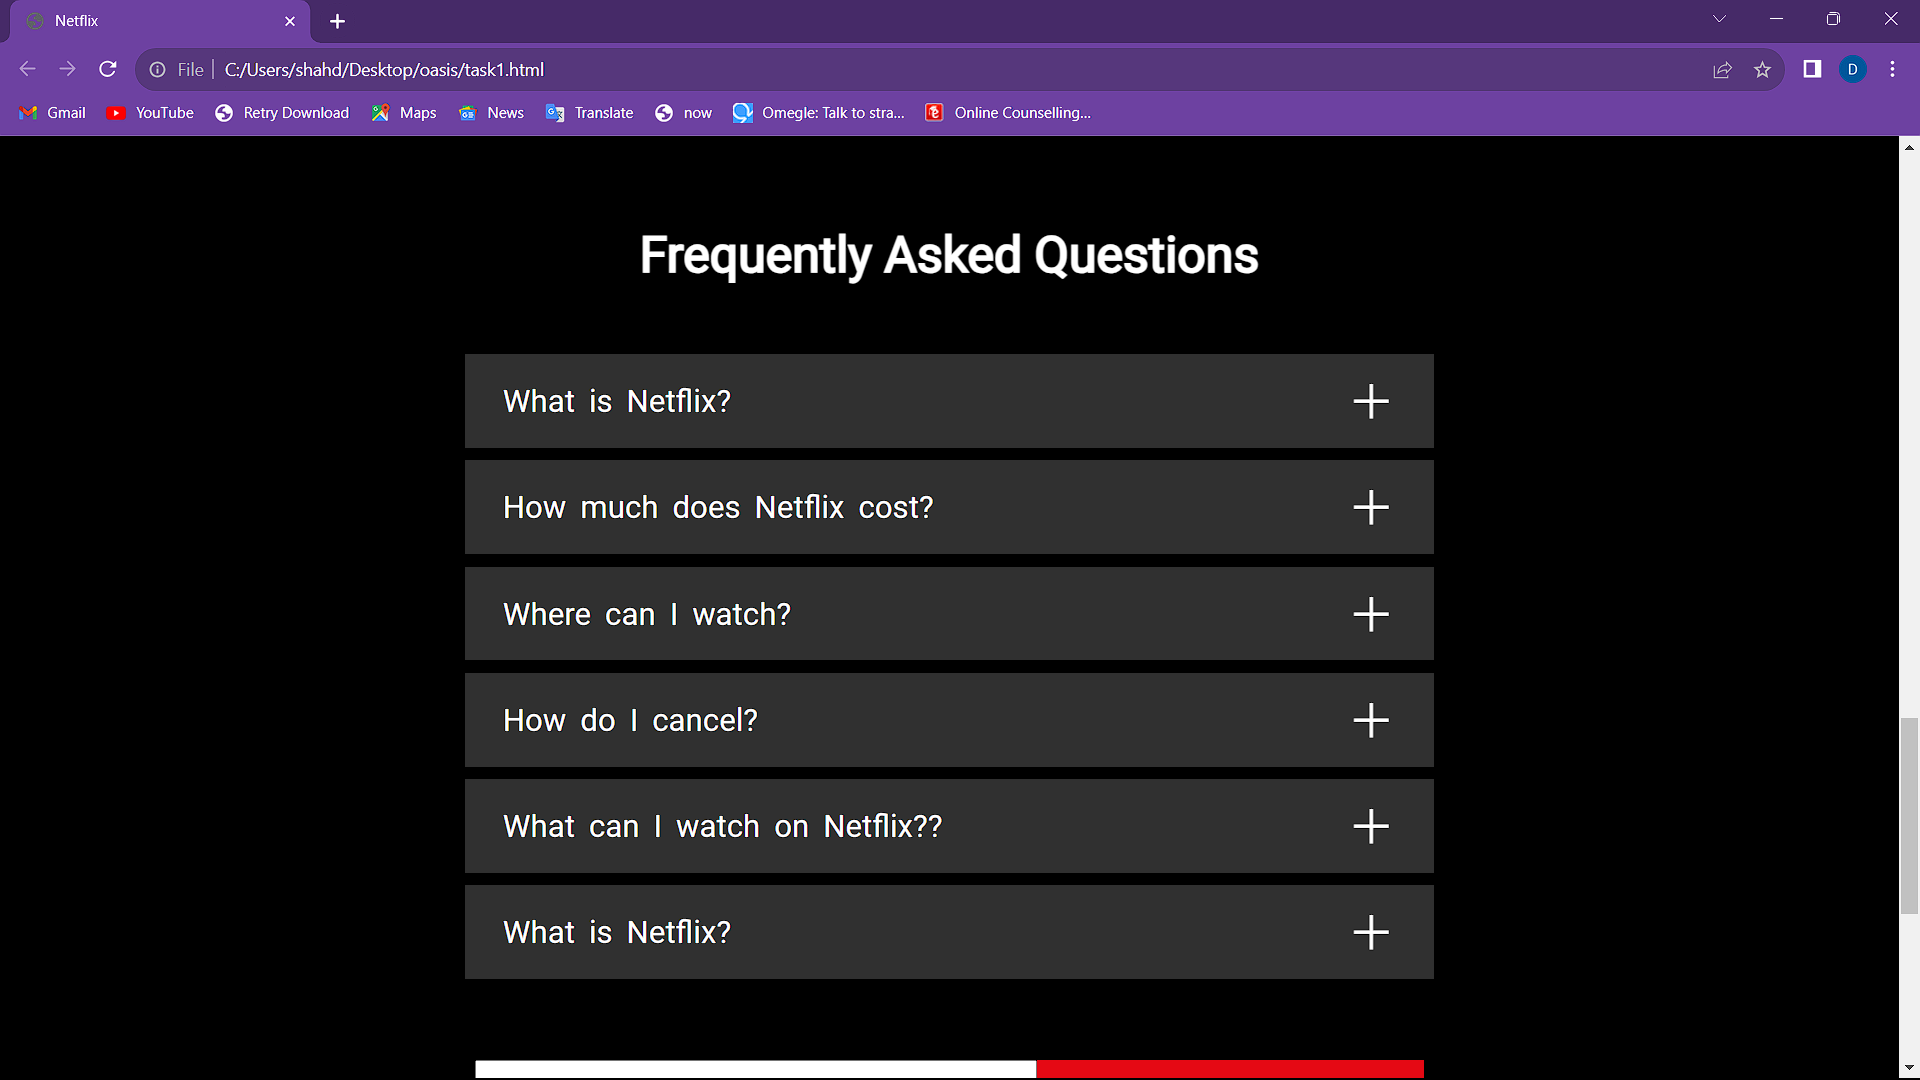 Netflix
File C:/Users/shahd/Desktop/oasis/task1.html
D
Gmail YouTube Retry Download Maps News Translate now Omegle: Talk to stra... Online Counselling...
Frequently Asked Questions
What is Netflix?
How much does Netflix cost?
Where can I watch?
How do I cancel?
What can I watch on Netflix??
What is Netflix?